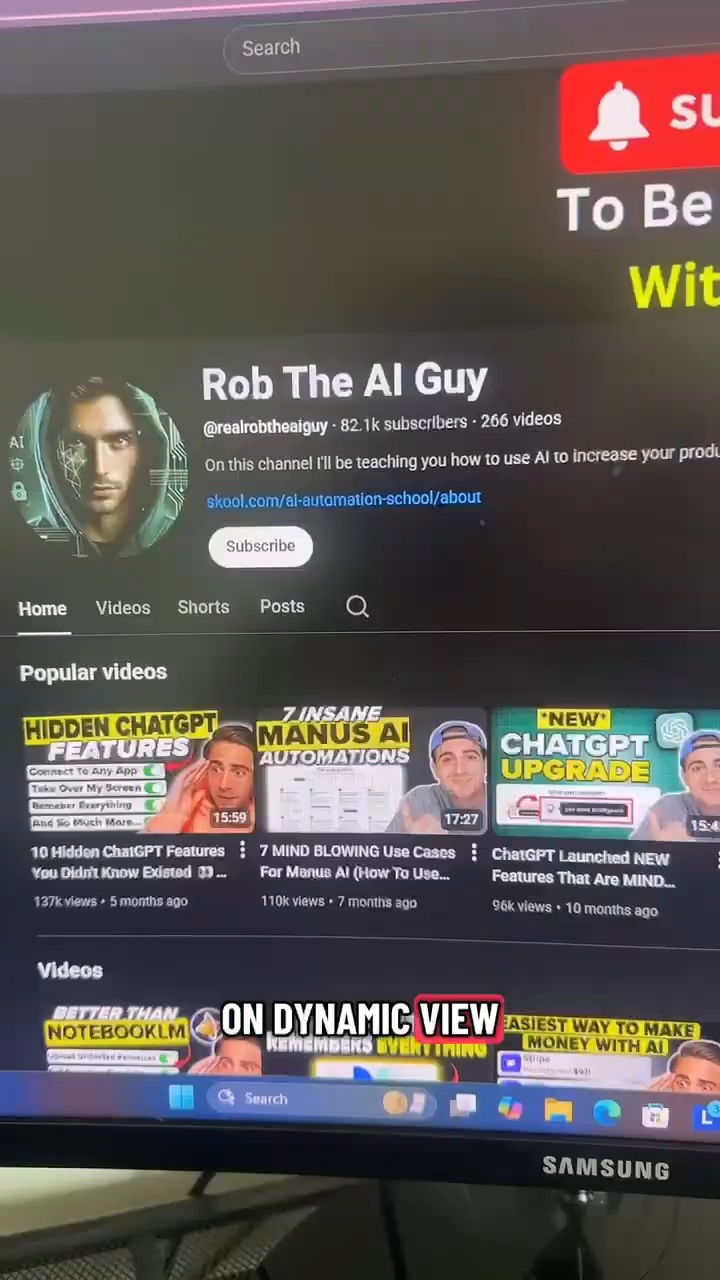 Search
SU
To Be
Wit
Rob The AI Guy
@realrobtheaiguy · 82.1k subscribers · 266 videos
On this channel I'll be teaching you how to use AI to increase your produ
skool.com/ai-automation-school/about
Subscribe
AI
Home
Videos
Shorts
Posts
Popular videos
HIDDEN CHATGPT
FEATURES
Connect To Any App
Take Over My Screen
Remeber Everything
And So Much More...
15:59
7 INSANE
MANUS AI
AUTOMATIONS
17:27
*NEW*
CHATGPT
UPGRADE
15:4
10 Hidden ChatGPT Features
You Didn't Know Existed
137k views • 5 months ago
7 MIND BLOWING Use Cases
For Manus AI (How To Use...
110k views • 7 months ago
ChatGPT Launched NEW
Features That Are MIND...
96k views • 10 months ago
Videos
BETTER THAN
NOTEBOOKLM
ON DYNAMIC VIEW
REMEMBERS EVERYTHING
EASIEST WAY TO MAKE
MONEY WITH AI
Stripe
Search
SAMSUNG